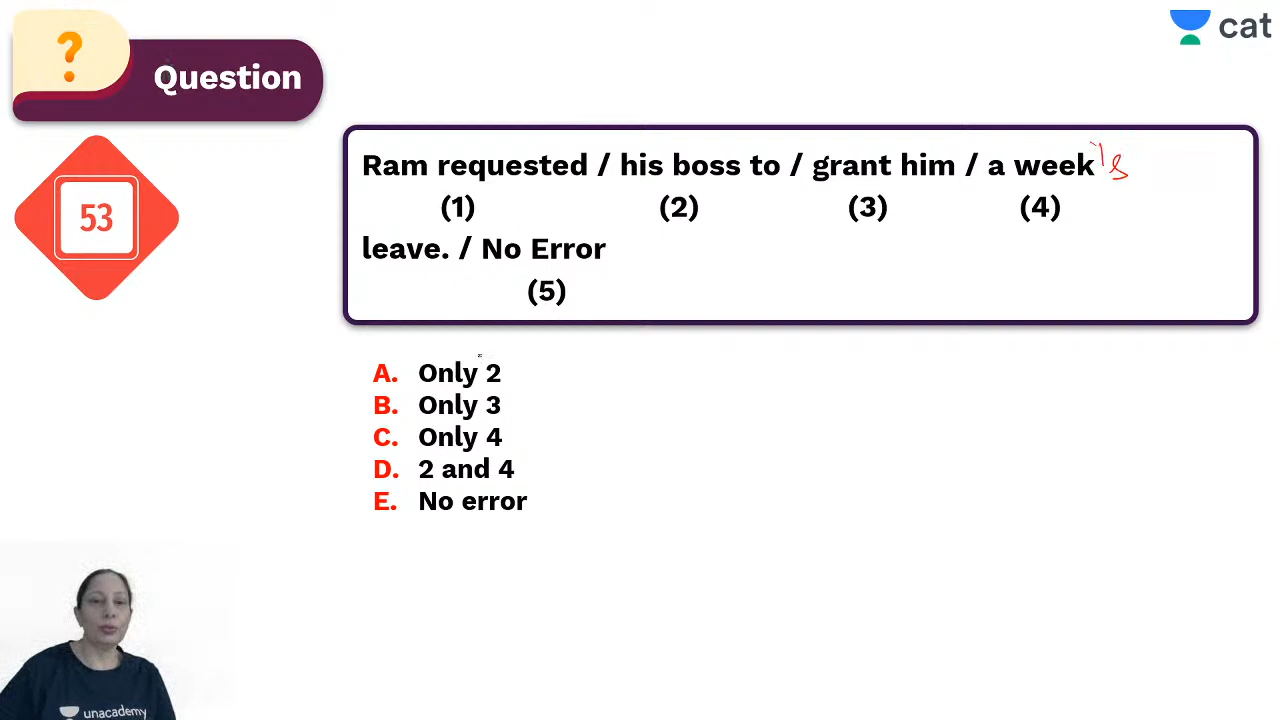 ?
Question
cat
53
Ram requested / his boss to / grant him / a week's
(1) (2) (3) (4)
leave. / No Error
(5)
A. Only 2
B. Only 3
C. Only 4
D. 2 and 4
E. No error
unacademy